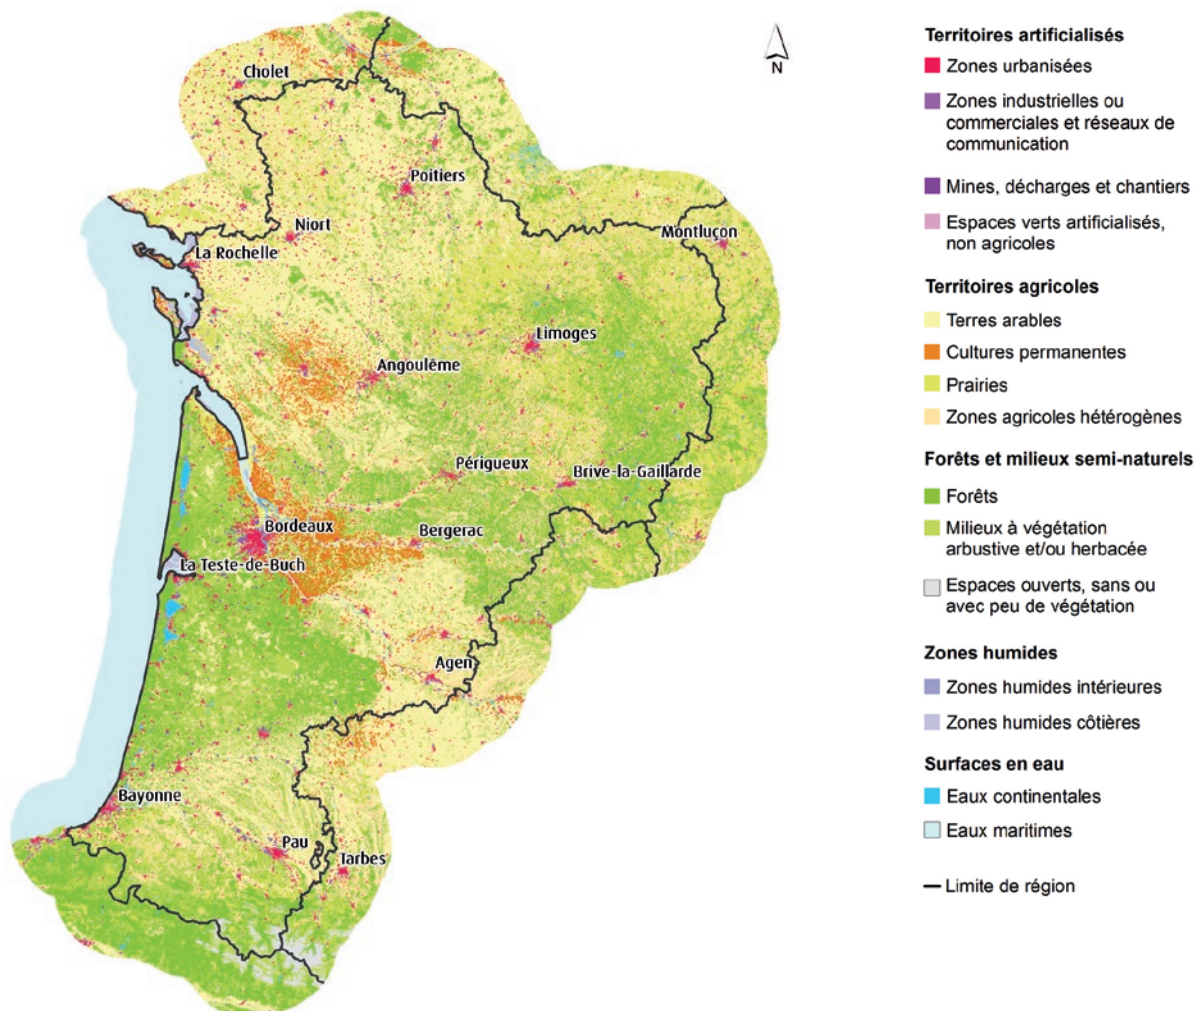 Cholet
N
Poitiers
Niort
Montluçon
La Rochelle
Limoges
Angoulême
Périgueux
Brive-la-Gaillarde
Bordeaux
Bergerac
La Teste-de-Buch
Agen
Bayonne
Pau
Tarbes
Territoires artificialisés
Zones urbanisées
Zones industrielles ou
commerciales et réseaux de
communication
Mines, décharges et chantiers
Espaces verts artificialisés,
non agricoles
Territoires agricoles
Terres arables
Cultures permanentes
Prairies
Zones agricoles hétérogènes
Forêts et milieux semi-naturels
Forêts
Milieux à végétation
arbustive et/ou herbacée
Espaces ouverts, sans ou
avec peu de végétation
Zones humides
Zones humides intérieures
Zones humides côtières
Surfaces en eau
Eaux continentales
Eaux maritimes
Limite de région